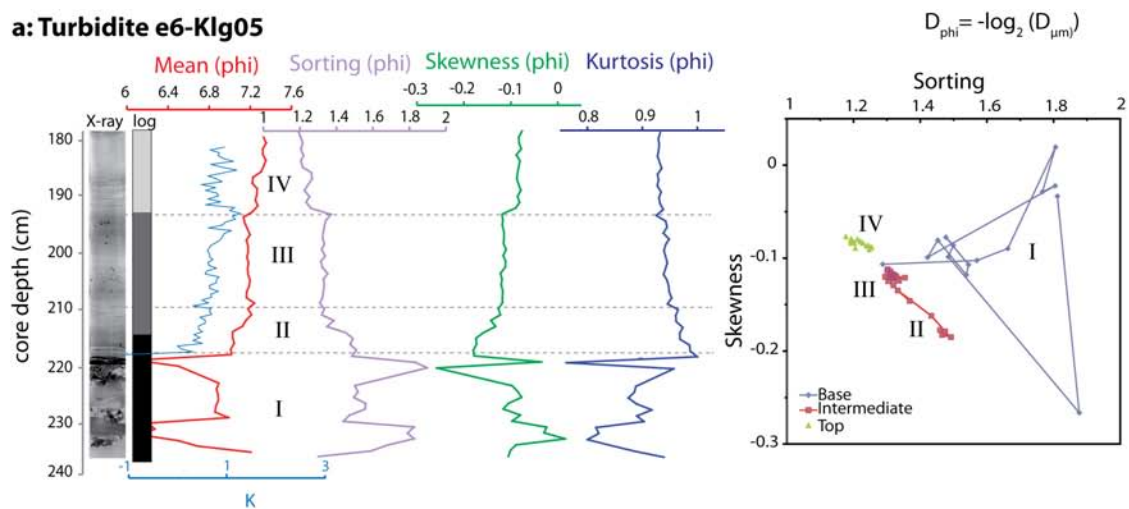 a: Turbidite e6-Klg05
Dphi= -log2 (Dμm)
Mean (phi) Sorting (phi) Skewness (phi) Kurtosis (phi)
6 6.4 6.8 7.2 7.6
-0.3 -0.2 -0.1 0
X-ray log
1 1.2 1.4 1.6 1.8 2
0.8 0.9 1
core depth (cm)
180
190
200
210
220
230
240
IV
III
II
I
-1 1 3
K
Sorting
1 1.2 1.4 1.6 1.8 2
Skewness
0
-0.1
-0.2
-0.3
IV
I
III
II
Base
Intermediate
Top